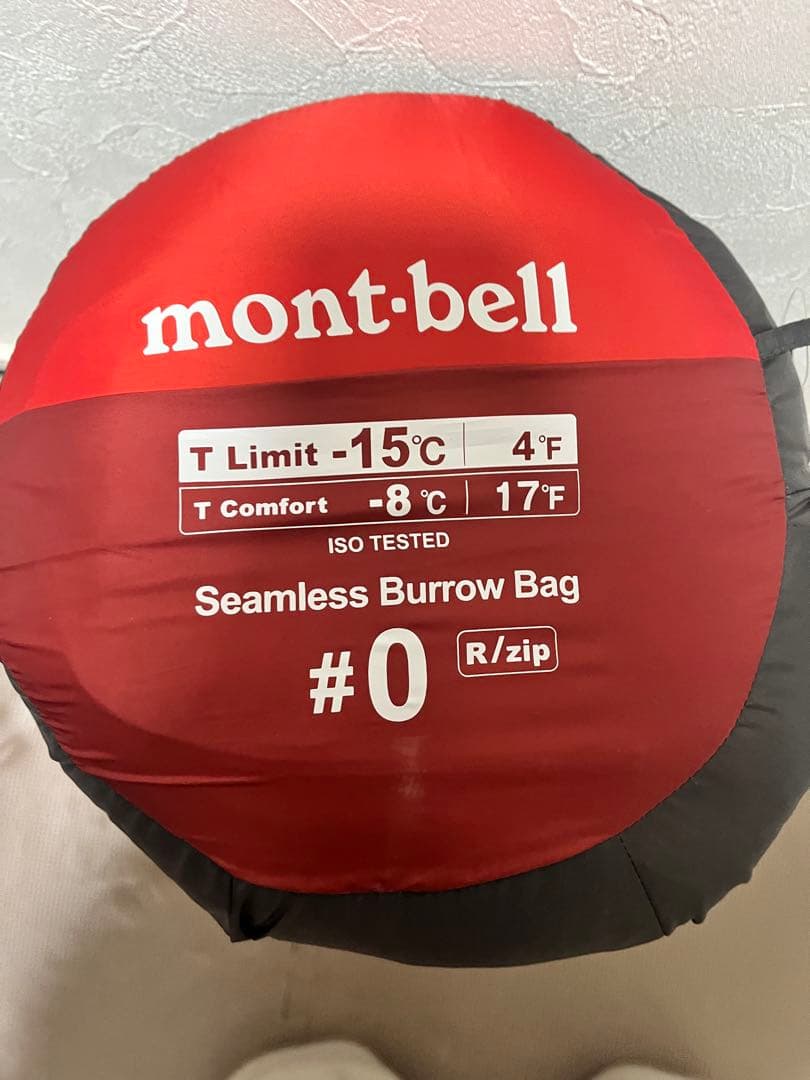 mont·bell
T Limit -15℃ 4°F
T Comfort -8℃ 17°F
ISO TESTED
Seamless Burrow Bag
#0 R/zip